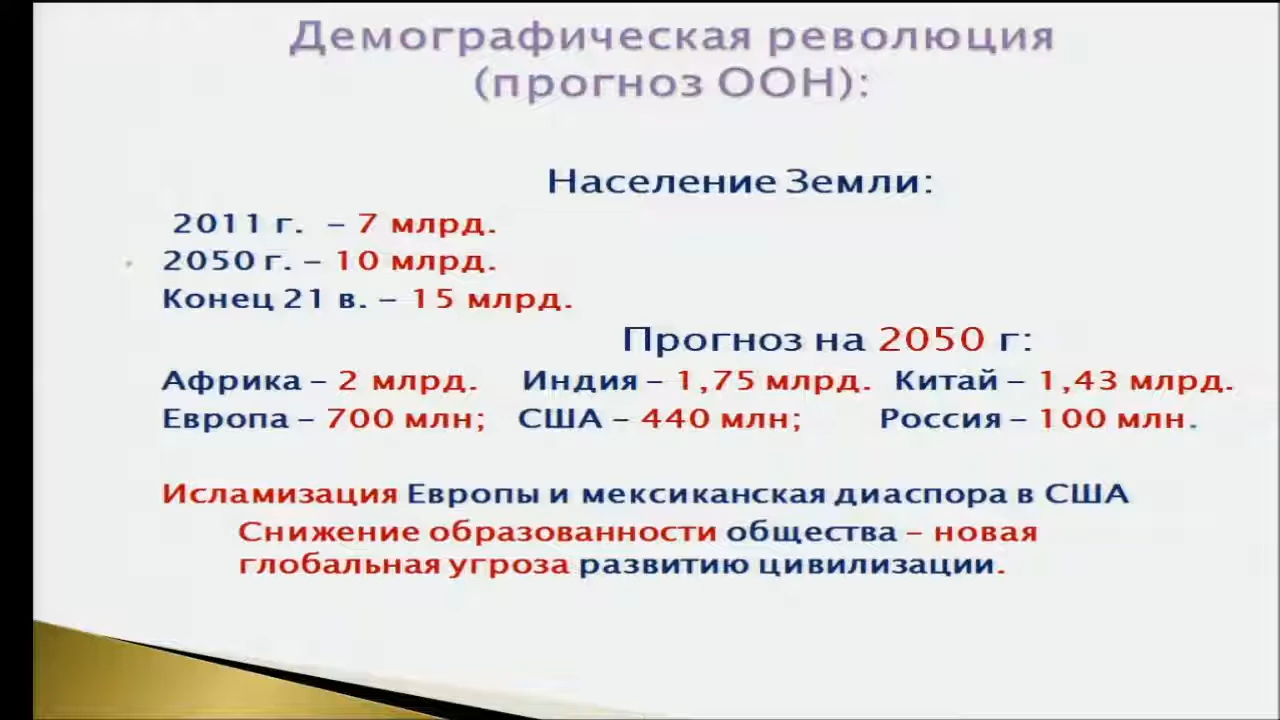 Демографическая революция
(прогноз ООН):
Население Земли:
2011 г. – 7 млрд.
2050 г. – 10 млрд.
Конец 21 в. – 15 млрд.
Прогноз на 2050 г:
Африка – 2 млрд. Индия – 1,75 млрд. Китай – 1,43 млрд.
Европа – 700 млн; США – 440 млн; Россия – 100 млн.
Исламизация Европы и мексиканская диаспора в США
Снижение образованности общества – новая
глобальная угроза развитию цивилизации.